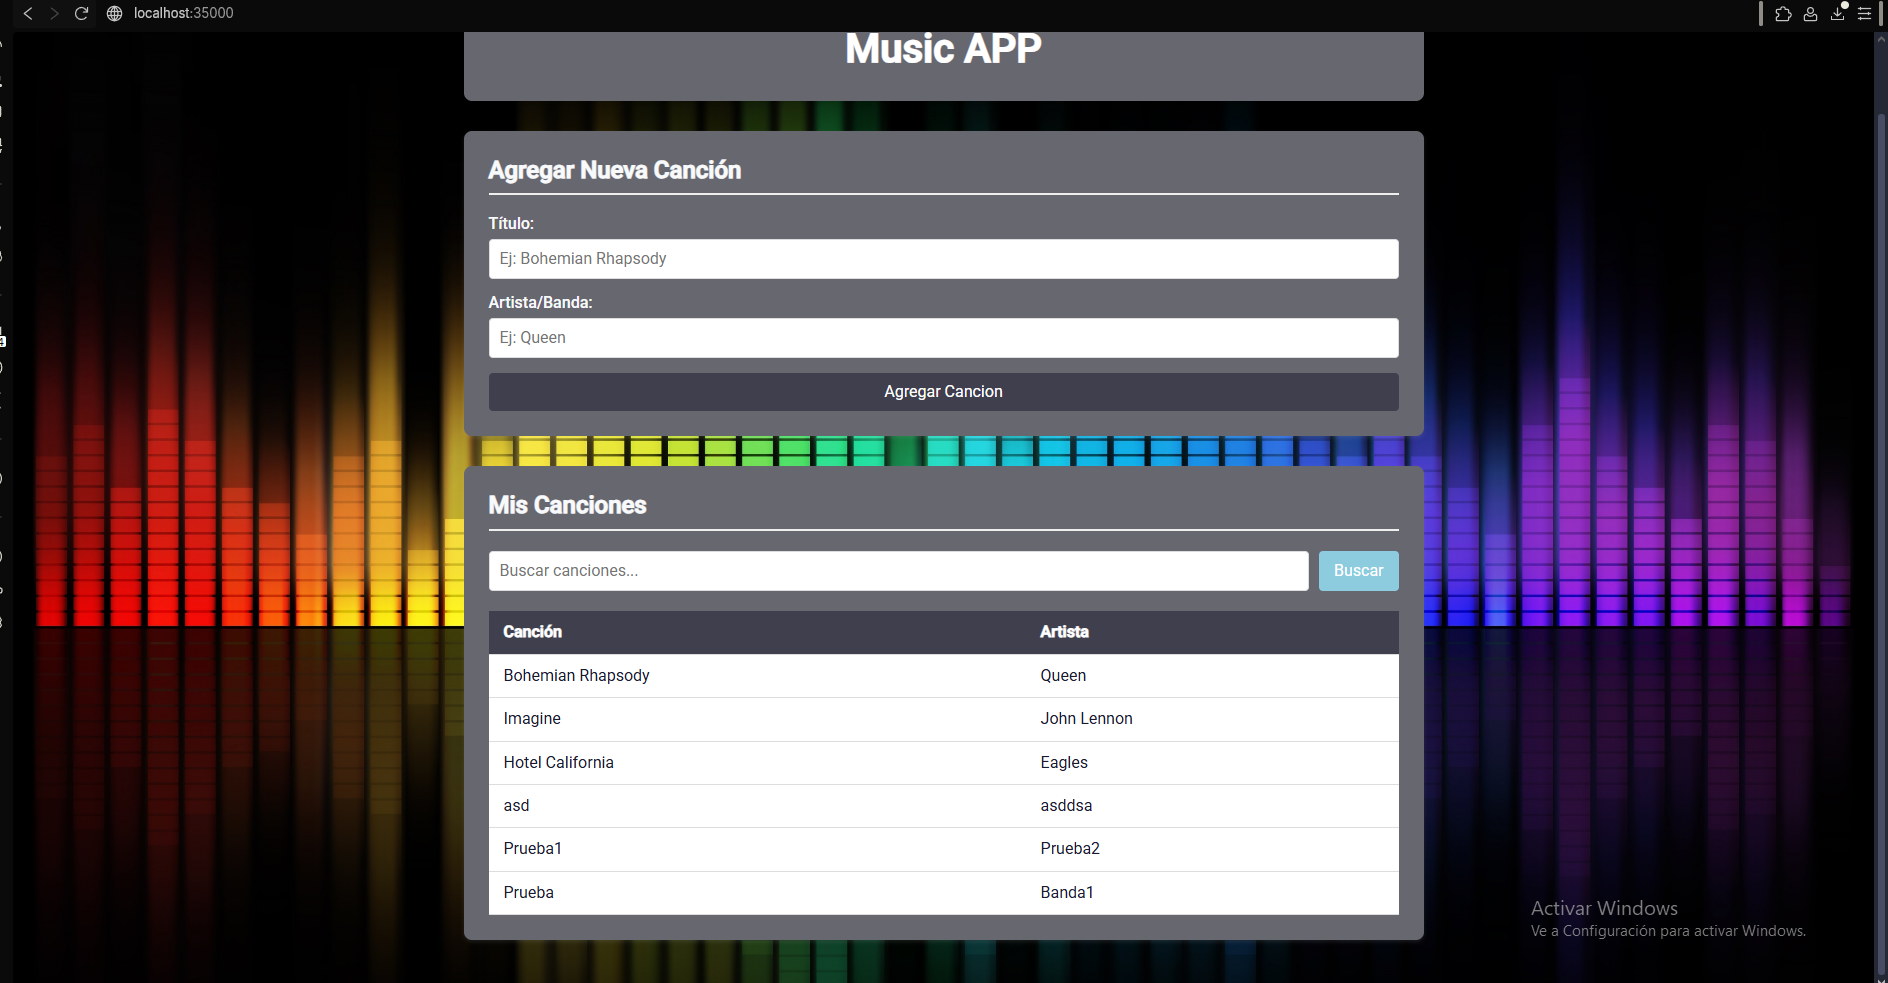 localhost:35000
Music APP
Agregar Nueva Canción
Título:
Ej: Bohemian Rhapsody
Artista/Banda:
Ej: Queen
Agregar Cancion
Mis Canciones
Buscar canciones...
Buscar
Canción Artista
Bohemian Rhapsody Queen
Imagine John Lennon
Hotel California Eagles
asd asddsa
Prueba1 Prueba2
Prueba Banda1
Activar Windows
Ve a Configuración para activar Windows.